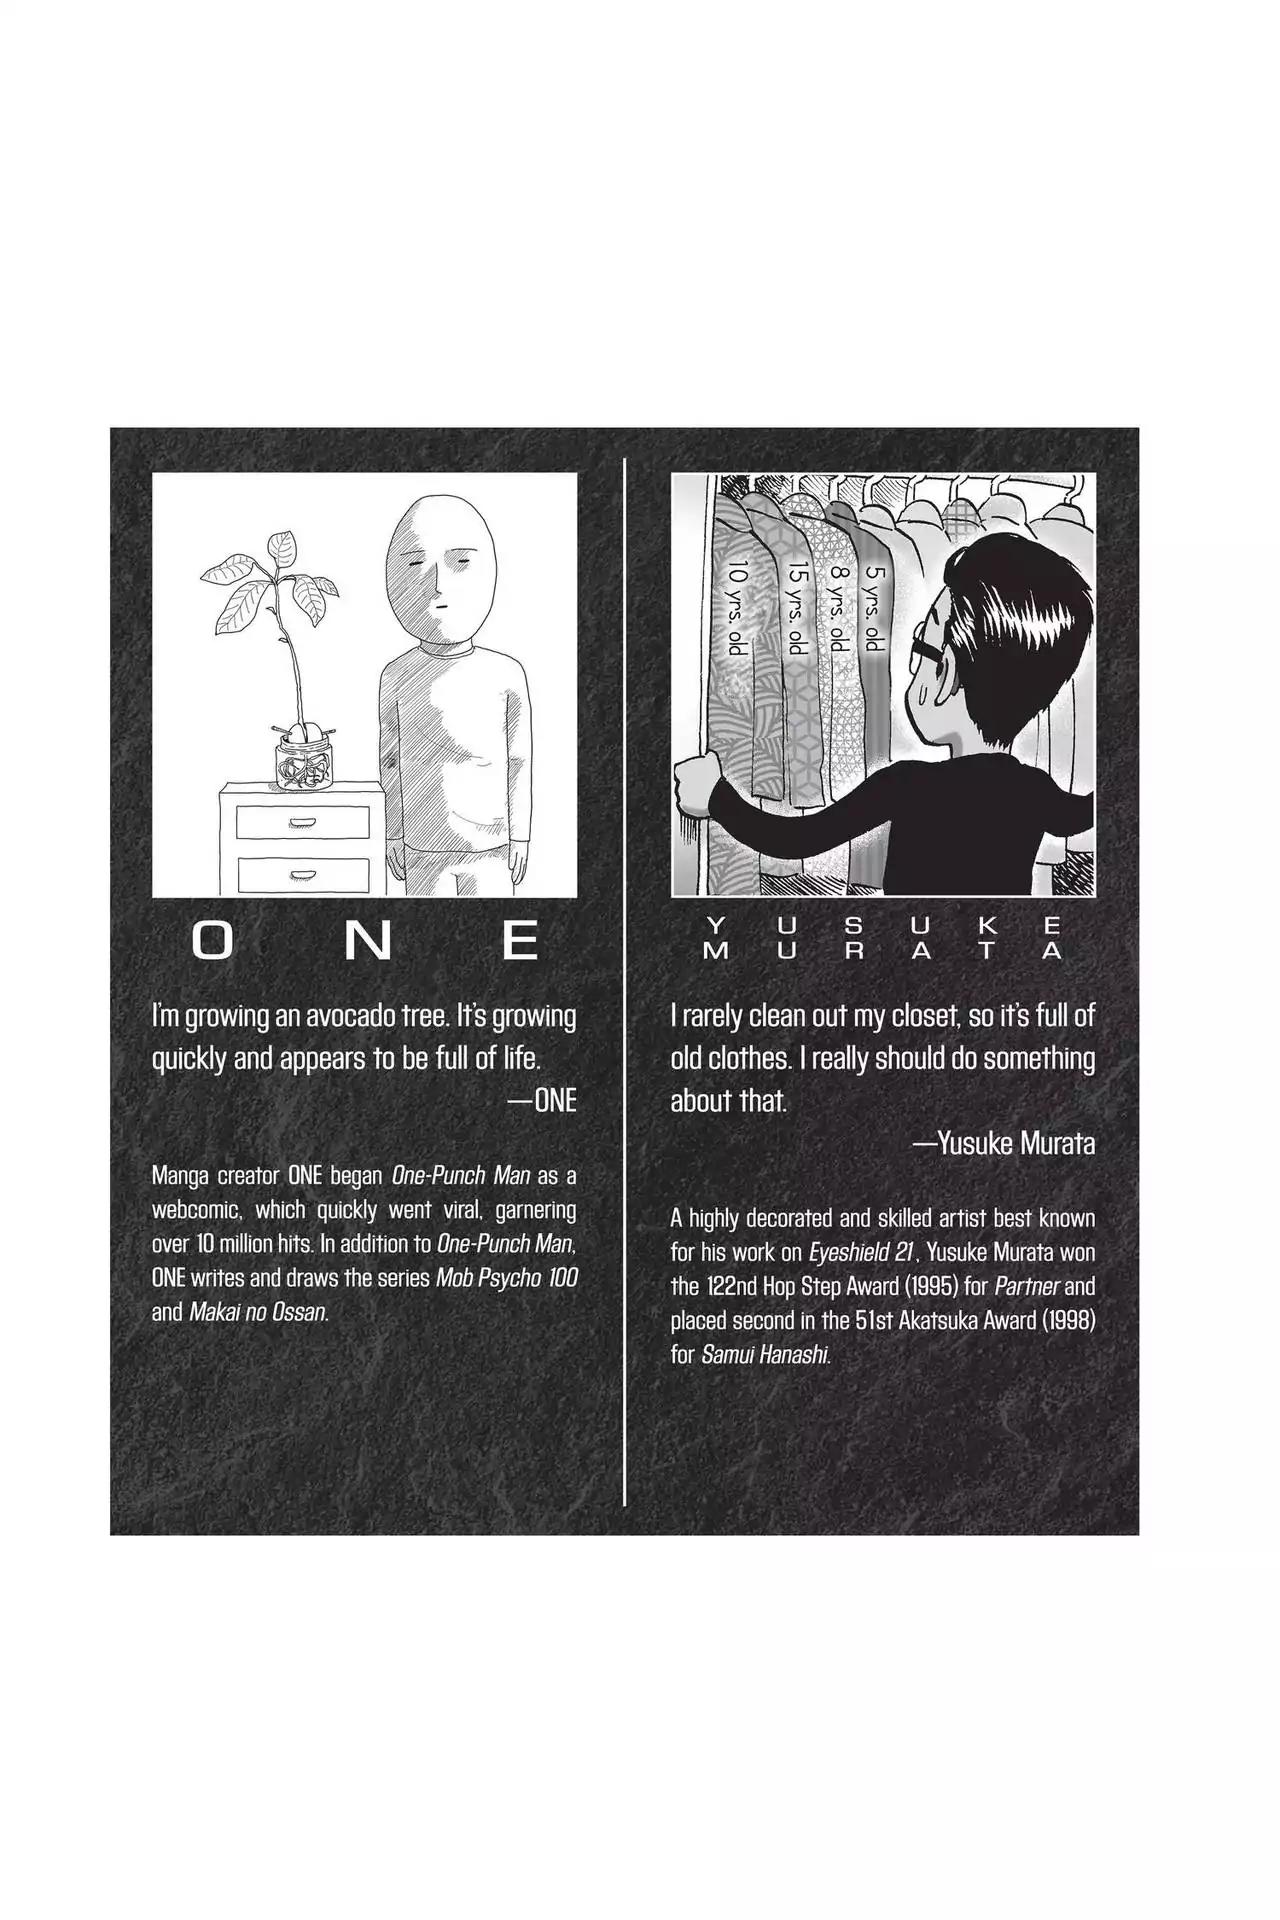 10 yrs. old
15 yrs. old
8 yrs. old
5 yrs. old
ONE
I'm growing an avocado tree. It's growing
quickly and appears to be full of life.
—ONE
Manga creator ONE began One-Punch Man as a
webcomic, which quickly went viral, garnering
over 10 million hits. In addition to One-Punch Man,
ONE writes and draws the series Mob Psycho 100
and Makai no Ossan.
YUSUKE
MURATA
I rarely clean out my closet, so it's full of
old clothes. I really should do something
about that.
—Yusuke Murata
A highly decorated and skilled artist best known
for his work on Eyeshield 21, Yusuke Murata won
the 122nd Hop Step Award (1995) for Partner and
placed second in the 51st Akatsuka Award (1998)
for Samui Hanashi.